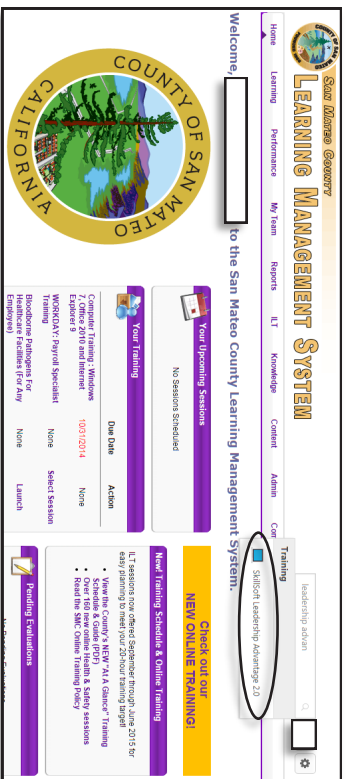 COUNTY OF SAN MATEO
SAN MATEO COUNTY
LEARNING MANAGEMENT SYSTEM
leadership advan
Home Learning Performance My Team Reports ILT Knowledge Content Admin Com
Training
SkillSoft Leadership Advantage 2.0
Welcome, to the San Mateo County Learning Management System.
COUNTY OF SAN MATEO
CALIFORNIA
Your Upcoming Sessions
No Sessions Scheduled
Your Training
Due Date Action
Computer Training : Windows
7, Office 2010 and Internet
Explorer 9
10/31/2014 None
WORKDAY: Payroll Specialist
Training
None Select Session
Bloodborne Pathogens For
Healthcare Facilities (For Any
Employee)
None Launch
Check out our
NEW ONLINE TRAINING!
New! Training Schedule & Online Training
ILT sessions now offered September through June 2015 for
easy planning to meet your 20-hour training target!
• View the County's NEW "At A Glance" Training
Schedule & Guide (PDF)
• Over 160 new online Health & Safety sessions
• Read the SMC Online Training Policy
Pending Evaluations